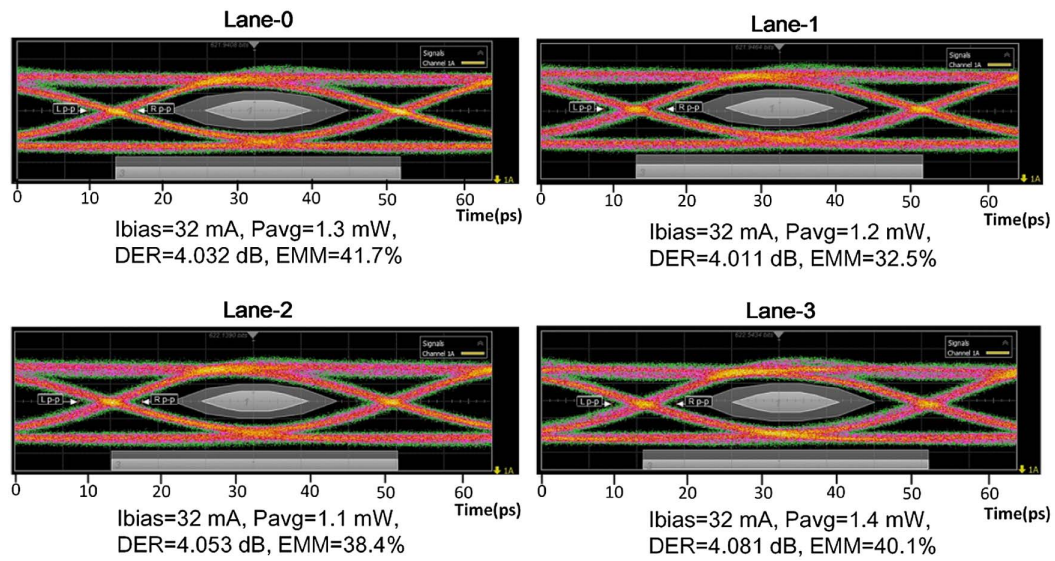 Lane-0
Lane-1
Signals
Channel 1A
L p-p
R p-p
1A
0 10 20 30 40 50 60
Time(ps)
Ibias=32 mA, Pavg=1.3 mW,
DER=4.032 dB, EMM=41.7%
Signals
Channel 1A
L p-p
R p-p
1A
0 10 20 30 40 50 60
Time(ps)
Ibias=32 mA, Pavg=1.2 mW,
DER=4.011 dB, EMM=32.5%
Lane-2
Lane-3
Signals
Channel 1A
L p-p
R p-p
1A
0 10 20 30 40 50 60
Time(ps)
Ibias=32 mA, Pavg=1.1 mW,
DER=4.053 dB, EMM=38.4%
Signals
Channel 1A
L p-p
R p-p
1A
0 10 20 30 40 50 60
Time(ps)
Ibias=32 mA, Pavg=1.4 mW,
DER=4.081 dB, EMM=40.1%